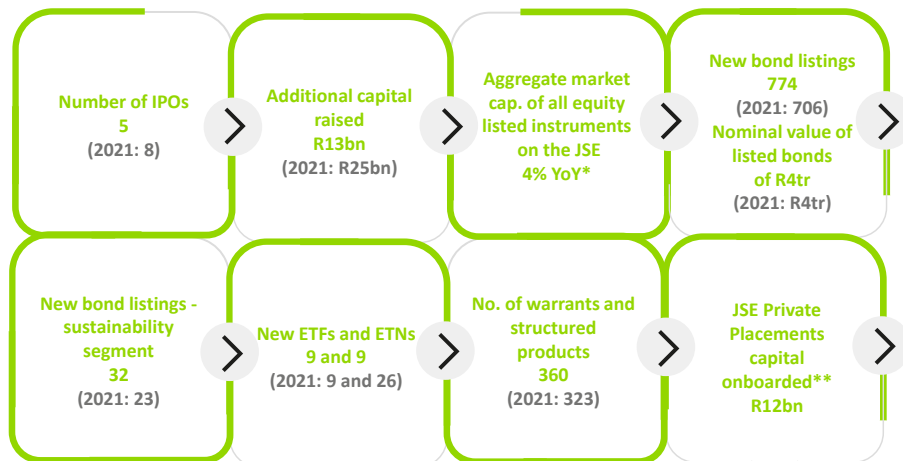 Number of IPOs
5
(2021: 8)
Additional capital
raised
R13bn
(2021: R25bn)
Aggregate market
cap. of all equity
listed instruments
on the JSE
4% YoY*
New bond listings
774
(2021: 706)
Nominal value of
listed bonds
of R4tr
(2021: R4tr)
New bond listings -
sustainability
segment
32
(2021: 23)
New ETFs and ETNs
9 and 9
(2021: 9 and 26)
No. of warrants and
structured
products
360
(2021: 323)
JSE Private
Placements
capital
onboarded**
R12bn